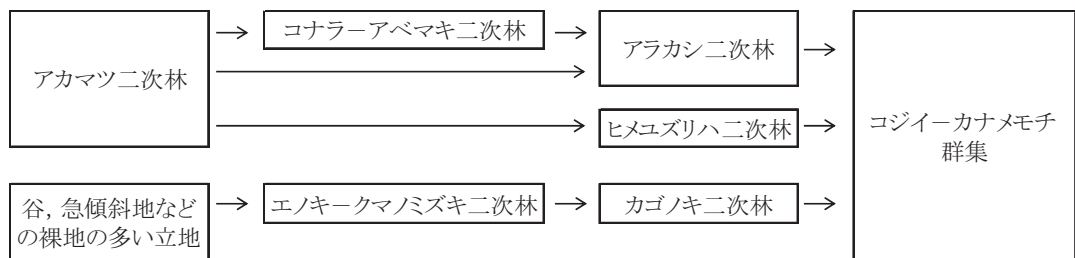 コナラ－アベマキ二次林
アカマツ二次林
アラカシ二次林
ヒメユズリハ二次林
コジイ－カナメモチ
群集
谷，急傾斜地など
の裸地の多い立地
エノキ－クマノミズキ二次林
カゴノキ二次林